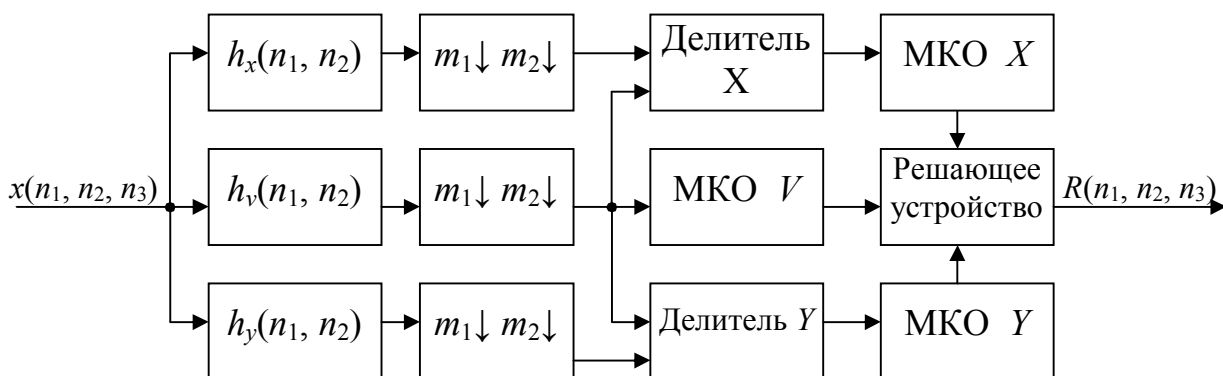 hx(n1, n2)
m1↓ m2↓
Делитель
X
МКО X
x(n1, n2, n3)
hv(n1, n2)
m1↓ m2↓
МКО V
Решающее
устройство
R(n1, n2, n3)
hy(n1, n2)
m1↓ m2↓
Делитель Y
МКО Y